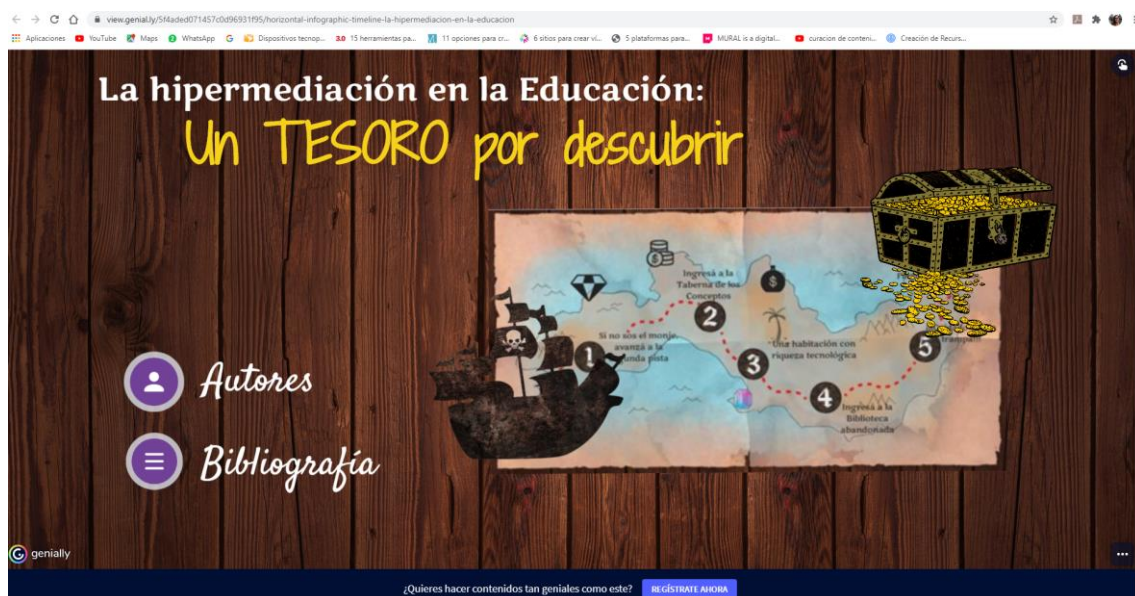 view.genial.ly/5f4aded071457c0d96931f95/horizontal-infographic-timeline-la-hipermediacion-en-la-educacion
Aplicaciones YouTube Maps WhatsApp G Dispositivos tecnop... 3.0 15 herramientas pa... 11 opciones para cr... 6 sitios para crear ví... 5 plataformas para... MURAL is a digital... curacion de conteni... Creación de Recurs...
La hipermediación en la Educación:
Un TESORO por descubrir
Ingresá a la
Taberna de los
Conceptos
2
Si no sos el monje
avanzá a la
1
Una habitación con
riqueza tecnológica
3
5
4
Ingresá a la
Biblioteca
abandonada
Autores
Bibliografía
G genially
¿Quieres hacer contenidos tan geniales como este? REGÍSTRATE AHORA